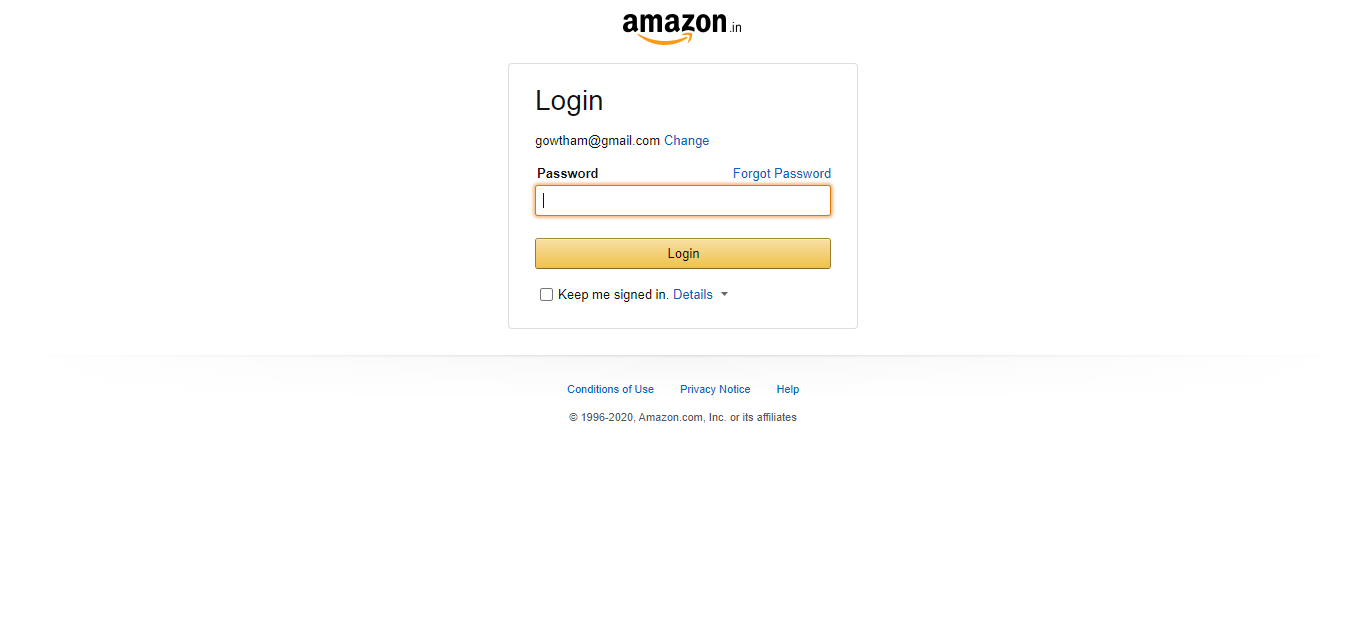 amazon.in
Login
gowtham@gmail.com Change
Password Forgot Password
Login
Keep me signed in. Details
Conditions of Use Privacy Notice Help
© 1996-2020, Amazon.com, Inc. or its affiliates